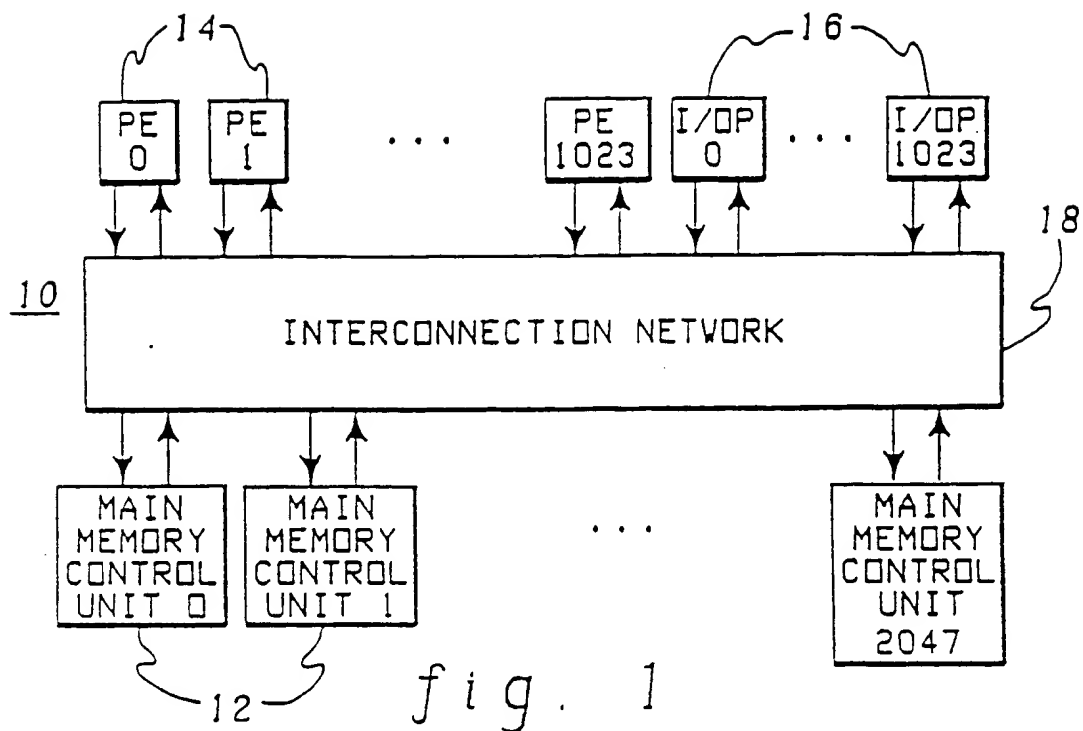 14
16
PE
0
PE
1
. . .
PE
1023
I/OP
0
. . .
I/OP
1023
18
10
INTERCONNECTION NETWORK
MAIN
MEMORY
CONTROL
UNIT 0
MAIN
MEMORY
CONTROL
UNIT 1
. . .
MAIN
MEMORY
CONTROL
UNIT
2047
12
fig. 1